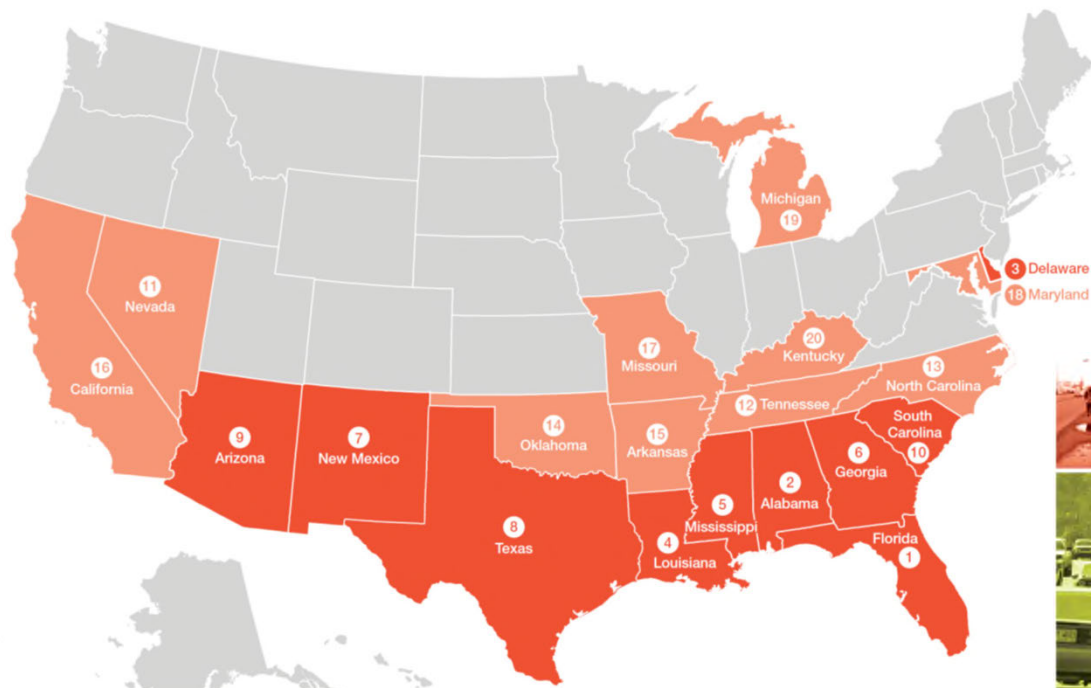 Michigan
19
3 Delaware
18 Maryland
11
Nevada
16
California
17
Missouri
20
Kentucky
13
North Carolina
12 Tennessee
14
Oklahoma
15
Arkansas
South
Carolina
10
9
Arizona
7
New Mexico
6
Georgia
2
Alabama
5
Mississippi
8
Texas
4
Louisiana
Florida
1